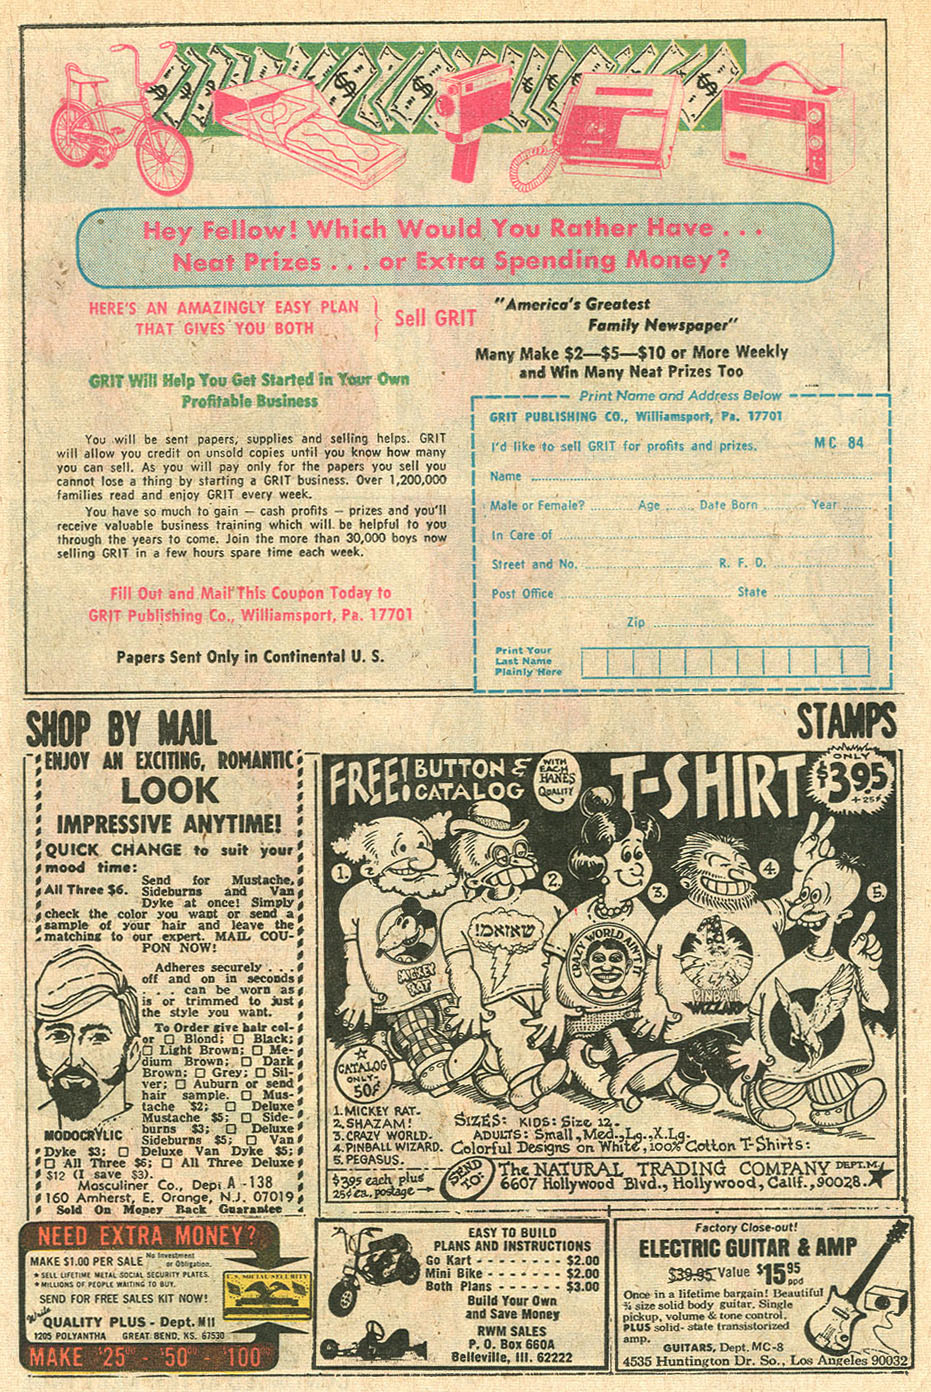 Hey Fellow! Which Would You Rather Have . . .
Neat Prizes . . . or Extra Spending Money?
HERE'S AN AMAZINGLY EASY PLAN
THAT GIVES YOU BOTH
Sell GRIT
"America's Greatest
Family Newspaper"
Many Make $2—$5—$10 or More Weekly
and Win Many Neat Prizes Too
GRIT Will Help You Get Started in Your Own
Profitable Business
You will be sent papers, supplies and selling helps. GRIT
will allow you credit on unsold copies until you know how many
you can sell. As you will pay only for the papers you sell you
cannot lose a thing by starting a GRIT business. Over 1,200,000
families read and enjoy GRIT every week.
You have so much to gain — cash profits — prizes and you'll
receive valuable business training which will be helpful to you
through the years to come. Join the more than 30,000 boys now
selling GRIT in a few hours spare time each week.
Fill Out and Mail This Coupon Today to
GRIT Publishing Co., Williamsport, Pa. 17701
Papers Sent Only in Continental U. S.
Print Name and Address Below
GRIT PUBLISHING CO., Williamsport, Pa. 17701
I'd like to sell GRIT for profits and prizes. MC 84
Name
Male or Female? Age Date Born Year
In Care of
Street and No. R. F. D.
Post Office State
Zip
Print Your
Last Name
Plainly Here
SHOP BY MAIL
STAMPS
ENJOY AN EXCITING, ROMANTIC
LOOK
IMPRESSIVE ANYTIME!
QUICK CHANGE to suit your
mood time:
All Three $6.
Send for Mustache,
Sideburns and Van
Dyke at once! Simply
check the color you want or send a
sample of your hair and leave the
matching to our expert. MAIL COU-
PON NOW!
Adheres securely . . .
off and on in seconds
. . . . can be worn as
is or trimmed to just
the style you want.
To Order give hair col-
or □ Blond; □ Black;
□ Light Brown; □ Me-
dium Brown; □ Dark
Brown; □ Grey; □ Sil-
ver; □ Auburn or send
hair sample. □ Mus-
tache $2; □ Deluxe
Mustache $5; □ Side-
burns $3; □ Deluxe
Sideburns $5; □ Van
MODOCRYLIC
Dyke $3; □ Deluxe Van Dyke $5;
□ All Three $6; □ All Three Deluxe
$12 (I save $3).
Masculiner Co., Dept A-138
160 Amherst, E. Orange, N.J. 07019
Sold On Money Back Guarantee
FREE! BUTTON & CATALOG
WITH EACH HANES QUALITY
T-SHIRT
ONLY $3.95 +25¢
1.
2.
3.
4.
5.
MICKEY RAT
שאזאם!
CRAZY WORLD AIN'T IT
PINBALL WIZZARD
CATALOG ONLY- 50¢
1. MICKEY RAT.
2. SHAZAM!
3. CRAZY WORLD.
4. PINBALL WIZARD.
5. PEGASUS.
$3.95 each plus
25¢ ea. postage
SIZES: KIDS: Size 12-
ADULTS: Small, Med., Lg., X.Lg.
Colorful Designs on White, 100% Cotton T-Shirts:
SEND TO:
The NATURAL TRADING COMPANY DEPT.MJ
6607 Hollywood Blvd., Hollywood, Calif., 90028.
NEED EXTRA MONEY?
MAKE $1.00 PER SALE No Investment or Obligation.
★ SELL LIFETIME METAL SOCIAL SECURITY PLATES.
★ MILLIONS OF PEOPLE WAITING TO BUY.
SEND FOR FREE SALES KIT NOW!
Write QUALITY PLUS - Dept. M11
1205 POLYANTHA GREAT BEND, KS. 67530
U.S. SOCIAL SECURITY
MAKE $25.00 - $50.00 - $100.00
EASY TO BUILD
PLANS AND INSTRUCTIONS
Go Kart - - - - - - - - $2.00
Mini Bike - - - - - - - $2.00
Both Plans - - - - - - $3.00
Build Your Own
and Save Money
RWM SALES
P. O. Box 660A
Belleville, Ill. 62222
Factory Close-out!
ELECTRIC GUITAR & AMP
$39.95 Value $15.95 ppd
Once in a lifetime bargain! Beautiful
¾ size solid body guitar. Single
pickup, volume & tone control.
PLUS solid-state transistorized
amp.
GUITARS, Dept. MC-8
4535 Huntington Dr. So., Los Angeles 90032